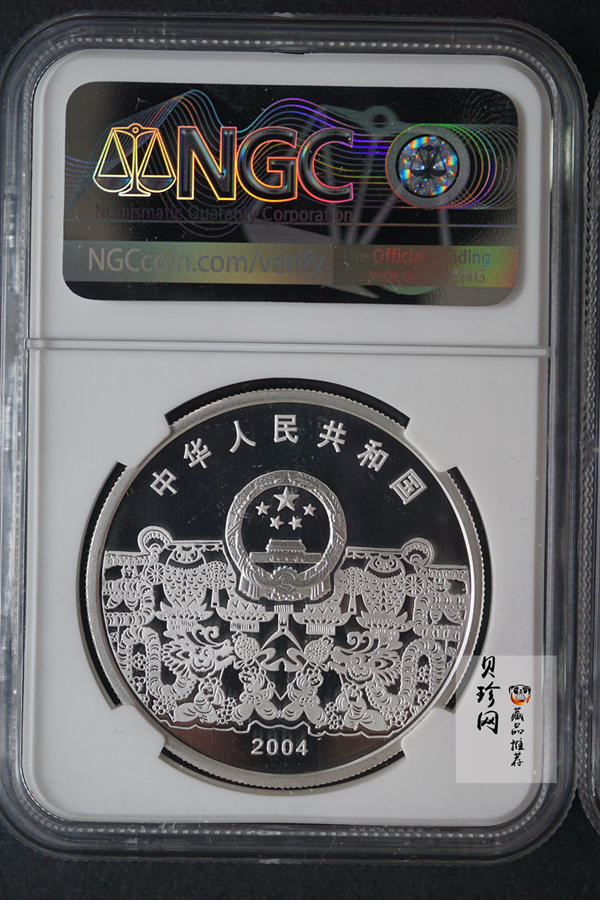 NGC
Numismatic Guaranty Corporation
NGCcoin.com/verify
The Official Grading
中华人民共和国
2004
贝珍网
藏品推荐